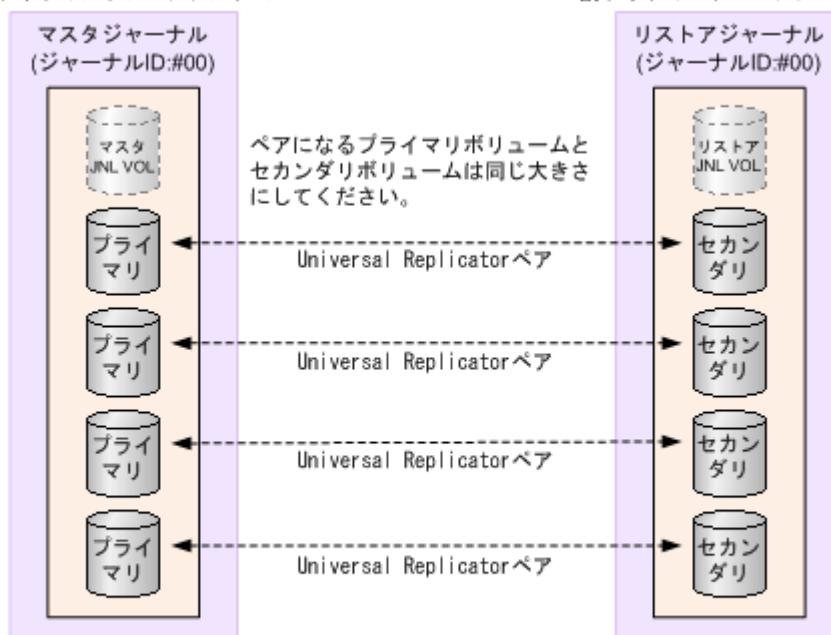 マスタジャーナル
(ジャーナルID:#00)
リストアジャーナル
(ジャーナルID:#00)
マスタ
JNL VOL
ペアになるプライマリボリュームと
セカンダリボリュームは同じ大きさ
にしてください。
リストア
JNL VOL
プライ
マリ
Universal Replicatorペア
セカン
ダリ
プライ
マリ
Universal Replicatorペア
セカン
ダリ
プライ
マリ
Universal Replicatorペア
セカン
ダリ
プライ
マリ
Universal Replicatorペア
セカン
ダリ